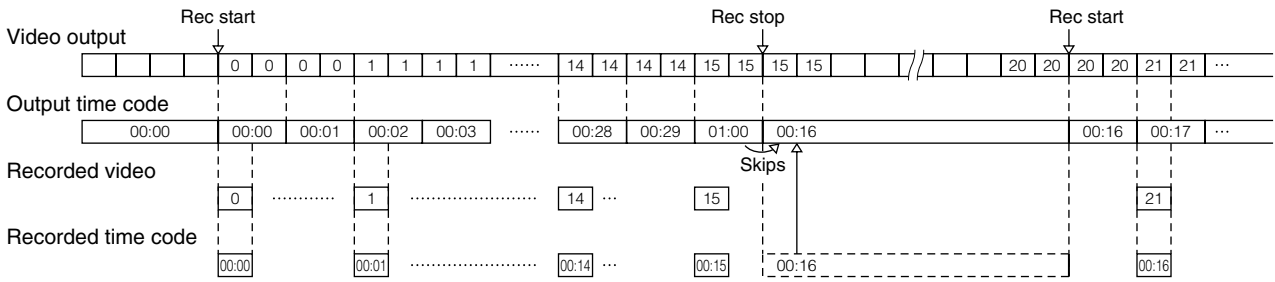 Rec start Rec stop Rec start
Video output
0 0 0 0 1 1 1 1 ...... 14 14 14 14 15 15 15 15 20 20 20 20 21 21 ...
Output time code
00:00 00:00 00:01 00:02 00:03 ...... 00:28 00:29 01:00 00:16 00:16 00:17 ...
Skips
Recorded video
0 ........... 1 ...................... 14 ... 15 21
Recorded time code
00:00 00:01 ...................... 00:14 ... 00:15 00:16 00:16